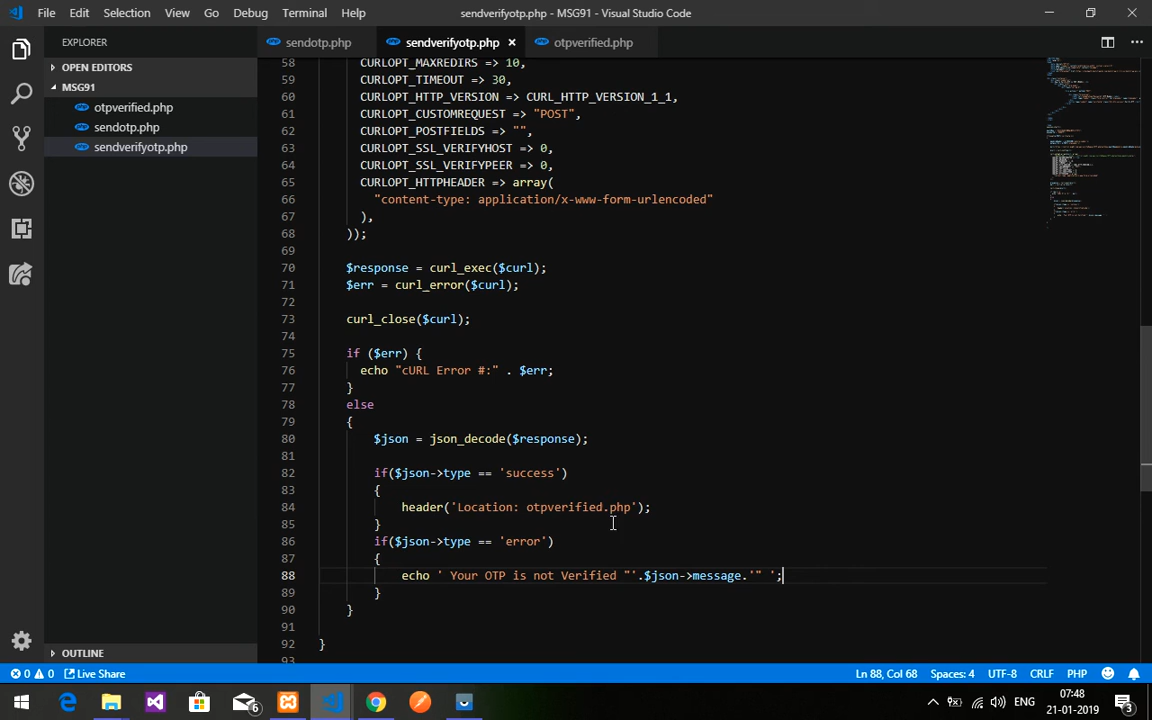 File Edit Selection View Go Debug Terminal Help
sendverifyotp.php - MSG91 - Visual Studio Code
EXPLORER
sendotp.php sendverifyotp.php otpverified.php
OPEN EDITORS
MSG91
otpverified.php
sendotp.php
sendverifyotp.php
58 CURLOPT_MAXREDIRS => 10,
59 CURLOPT_TIMEOUT => 30,
60 CURLOPT_HTTP_VERSION => CURL_HTTP_VERSION_1_1,
61 CURLOPT_CUSTOMREQUEST => "POST",
62 CURLOPT_POSTFIELDS => "",
63 CURLOPT_SSL_VERIFYHOST => 0,
64 CURLOPT_SSL_VERIFYPEER => 0,
65 CURLOPT_HTTPHEADER => array(
66 "content-type: application/x-www-form-urlencoded"
67 ),
68 ));
69
70 $response = curl_exec($curl);
71 $err = curl_error($curl);
72
73 curl_close($curl);
74
75 if ($err) {
76 echo "cURL Error #:" . $err;
77 }
78 else
79 {
80 $json = json_decode($response);
81
82 if($json->type == 'success')
83 {
84 header('Location: otpverified.php');
85 }
86 if($json->type == 'error')
87 {
88 echo ' Your OTP is not Verified "'.$json->message.'" ';
89 }
90 }
91
92 }
93
OUTLINE
0 0 Live Share
Ln 88, Col 68 Spaces: 4 UTF-8 CRLF PHP
6
ENG
07:48
21-01-2019
3